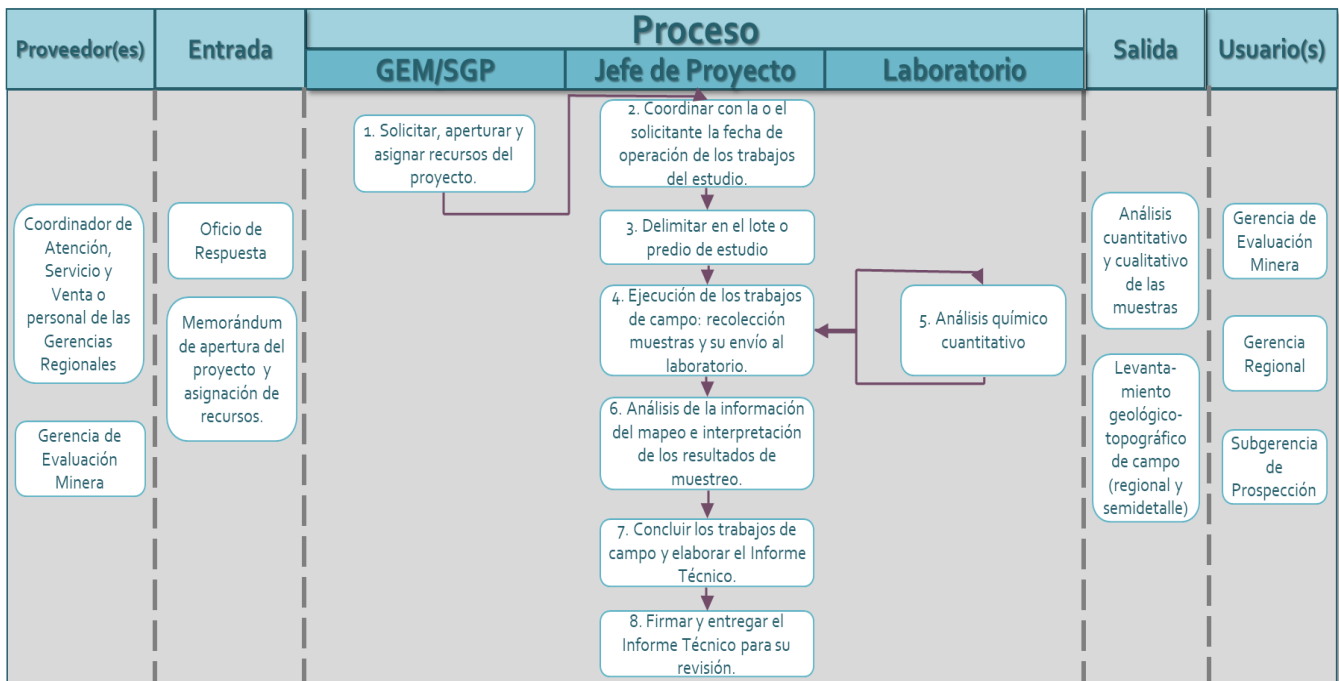 Proveedor(es)
Entrada
Proceso
GEM/SGP
Jefe de Proyecto
Laboratorio
Salida
Usuario(s)
Coordinador de
Atención,
Servicio y
Venta o
personal de las
Gerencias
Regionales
Gerencia de
Evaluación
Minera
Oficio de
Respuesta
Memorándum
de apertura del
proyecto y
asignación de
recursos.
1. Solicitar, aperturar y
asignar recursos del
proyecto.
2. Coordinar con la o el
solicitante la fecha de
operación de los trabajos
del estudio.
3. Delimitar en el lote o
predio de estudio
4. Ejecución de los trabajos
de campo: recolección
muestras y su envío al
laboratorio.
5. Análisis químico
cuantitativo
6. Análisis de la información
del mapeo e interpretación
de los resultados de
muestreo.
7. Concluir los trabajos de
campo y elaborar el Informe
Técnico.
8. Firmar y entregar el
Informe Técnico para su
revisión.
Análisis
cuantitativo
y cualitativo
de las
muestras
Levanta-
miento
geológico-
topográfico
de campo
(regional y
semidetalle)
Gerencia de
Evaluación
Minera
Gerencia
Regional
Subgerencia
de
Prospección